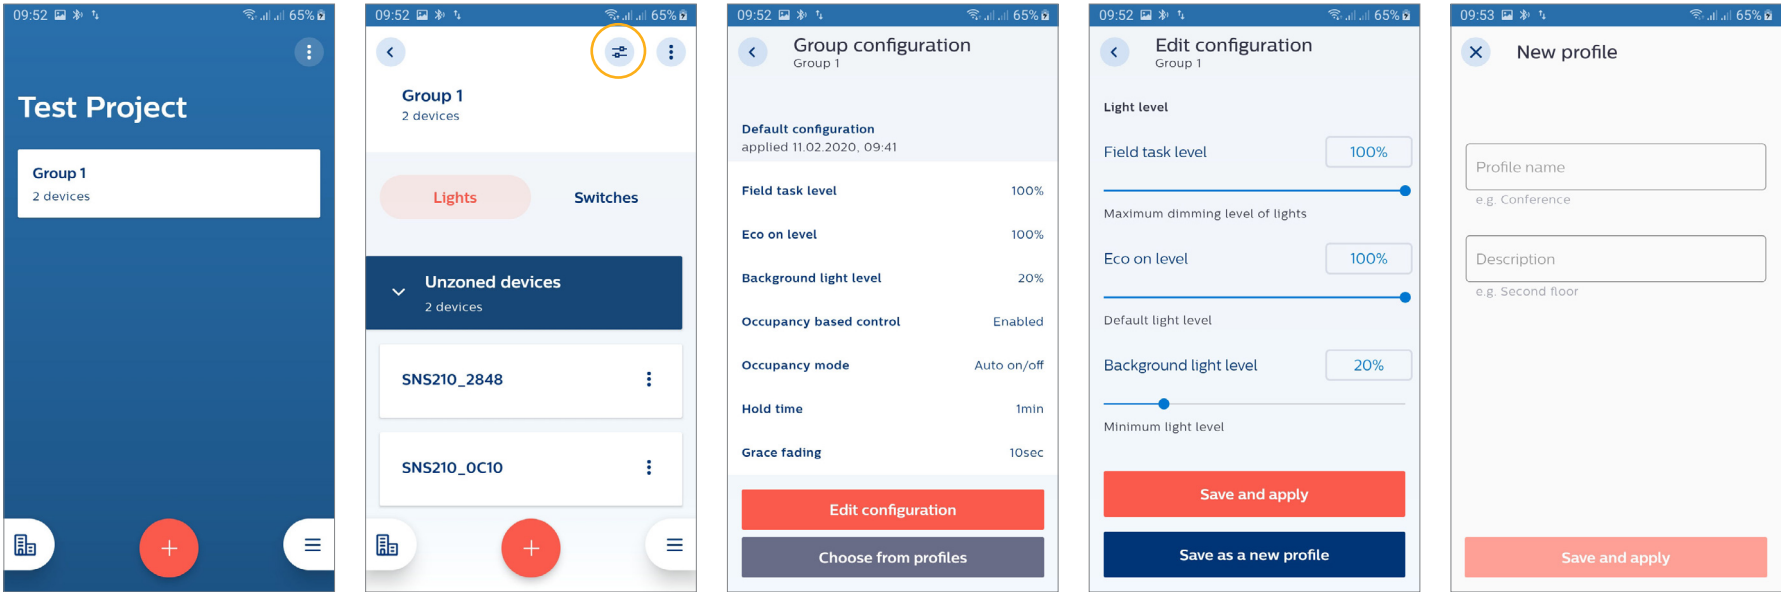 09:52 65%
Test Project
Group 1
2 devices
09:52 65%
Group 1
2 devices
Lights Switches
Unzoned devices
2 devices
SNS210_2848
SNS210_0C10
09:52 65%
Group configuration
Group 1
Default configuration
applied 11.02.2020, 09:41
Field task level 100%
Eco on level 100%
Background light level 20%
Occupancy based control Enabled
Occupancy mode Auto on/off
Hold time 1min
Grace fading 10sec
Edit configuration
Choose from profiles
09:52 65%
Edit configuration
Group 1
Light level
Field task level 100%
Maximum dimming level of lights
Eco on level 100%
Default light level
Background light level 20%
Minimum light level
Save and apply
Save as a new profile
09:53 65%
New profile
Profile name
e.g. Conference
Description
e.g. Second floor
Save and apply